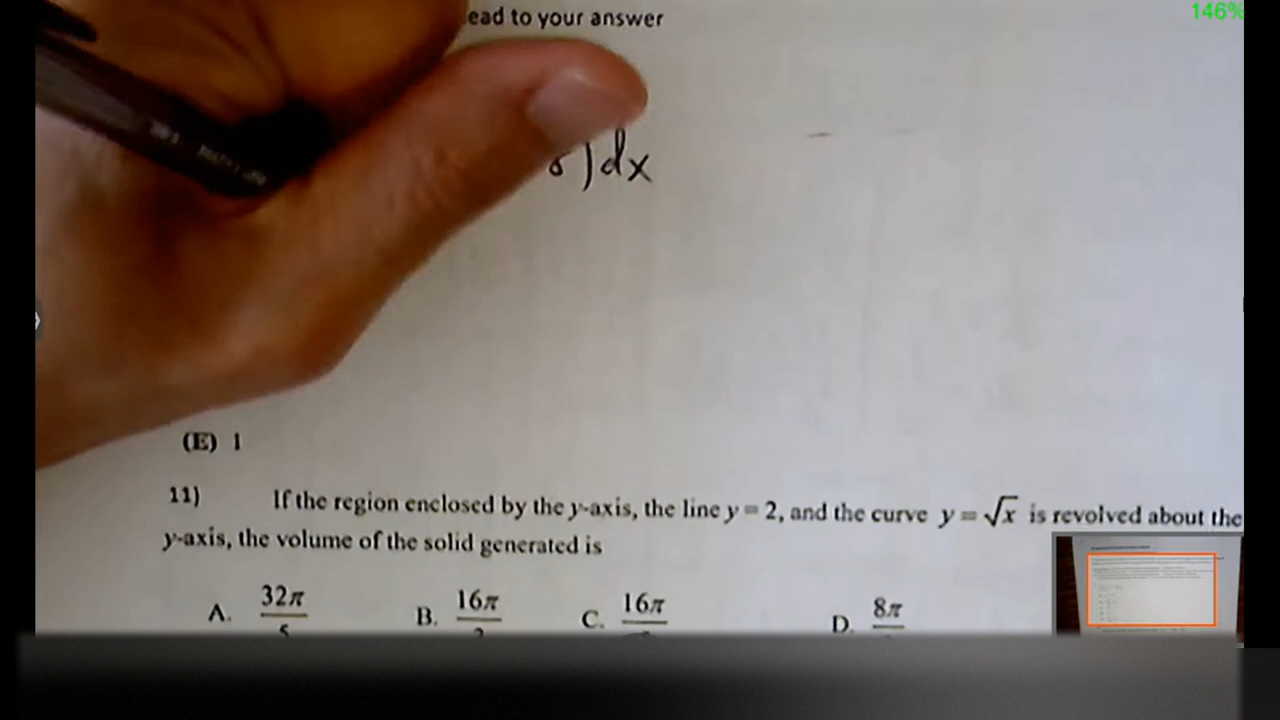 ead to your answer
146%
)dx
(E) 1
11) If the region enclosed by the y-axis, the line y = 2, and the curve y = √x is revolved about the
y-axis, the volume of the solid generated is
A. 32π/5 B. 16π C. 16π D. 8π